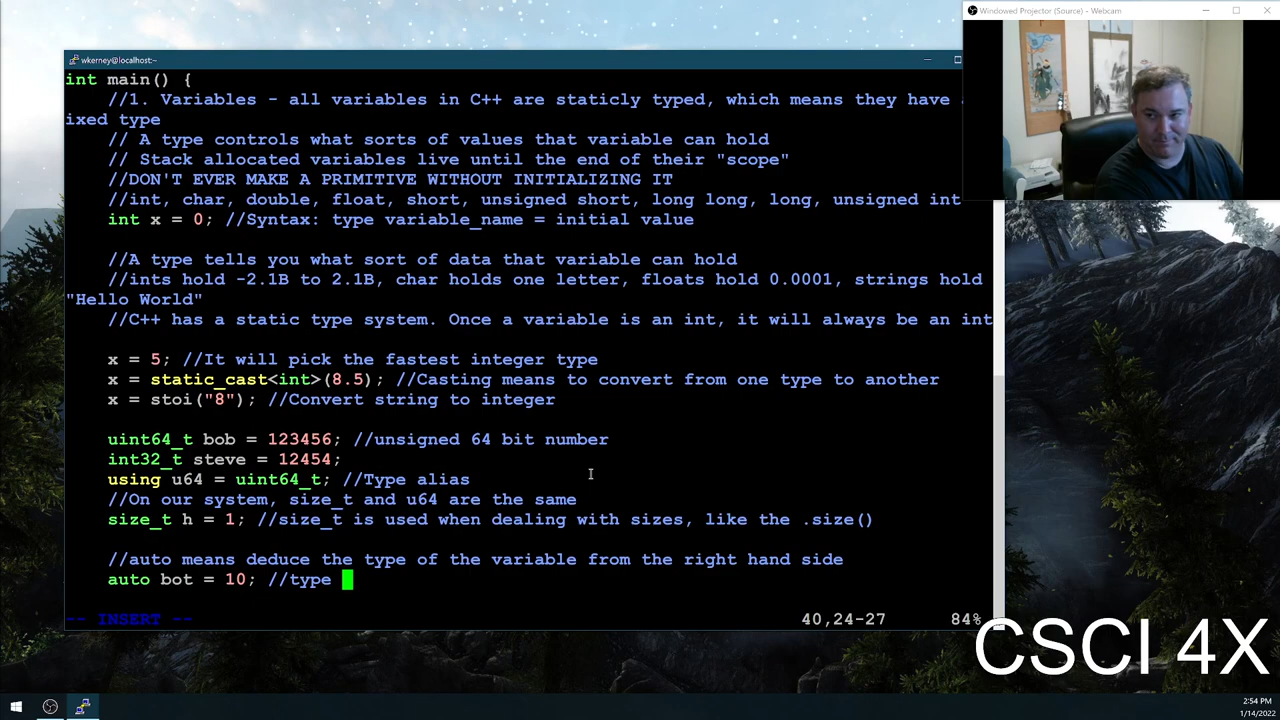 Windowed Projector (Source) - Webcam
wkerney@localhost:~
int main() {
//1. Variables - all variables in C++ are staticly typed, which means they have
ixed type
// A type controls what sorts of values that variable can hold
// Stack allocated variables live until the end of their "scope"
//DON'T EVER MAKE A PRIMITIVE WITHOUT INITIALIZING IT
//int, char, double, float, short, unsigned short, long long, long, unsigned int
int x = 0; //Syntax: type variable_name = initial value
//A type tells you what sort of data that variable can hold
//ints hold -2.1B to 2.1B, char holds one letter, floats hold 0.0001, strings hold
"Hello World"
//C++ has a static type system. Once a variable is an int, it will always be an int
x = 5; //It will pick the fastest integer type
x = static_cast<int>(8.5); //Casting means to convert from one type to another
x = stoi("8"); //Convert string to integer
uint64_t bob = 123456; //unsigned 64 bit number
int32_t steve = 12454;
using u64 = uint64_t; //Type alias
//On our system, size_t and u64 are the same
size_t h = 1; //size_t is used when dealing with sizes, like the .size()
//auto means deduce the type of the variable from the right hand side
auto bot = 10; //type
-- INSERT -- 40,24-27 84%
CSCI 4X
2:54 PM
1/14/2022